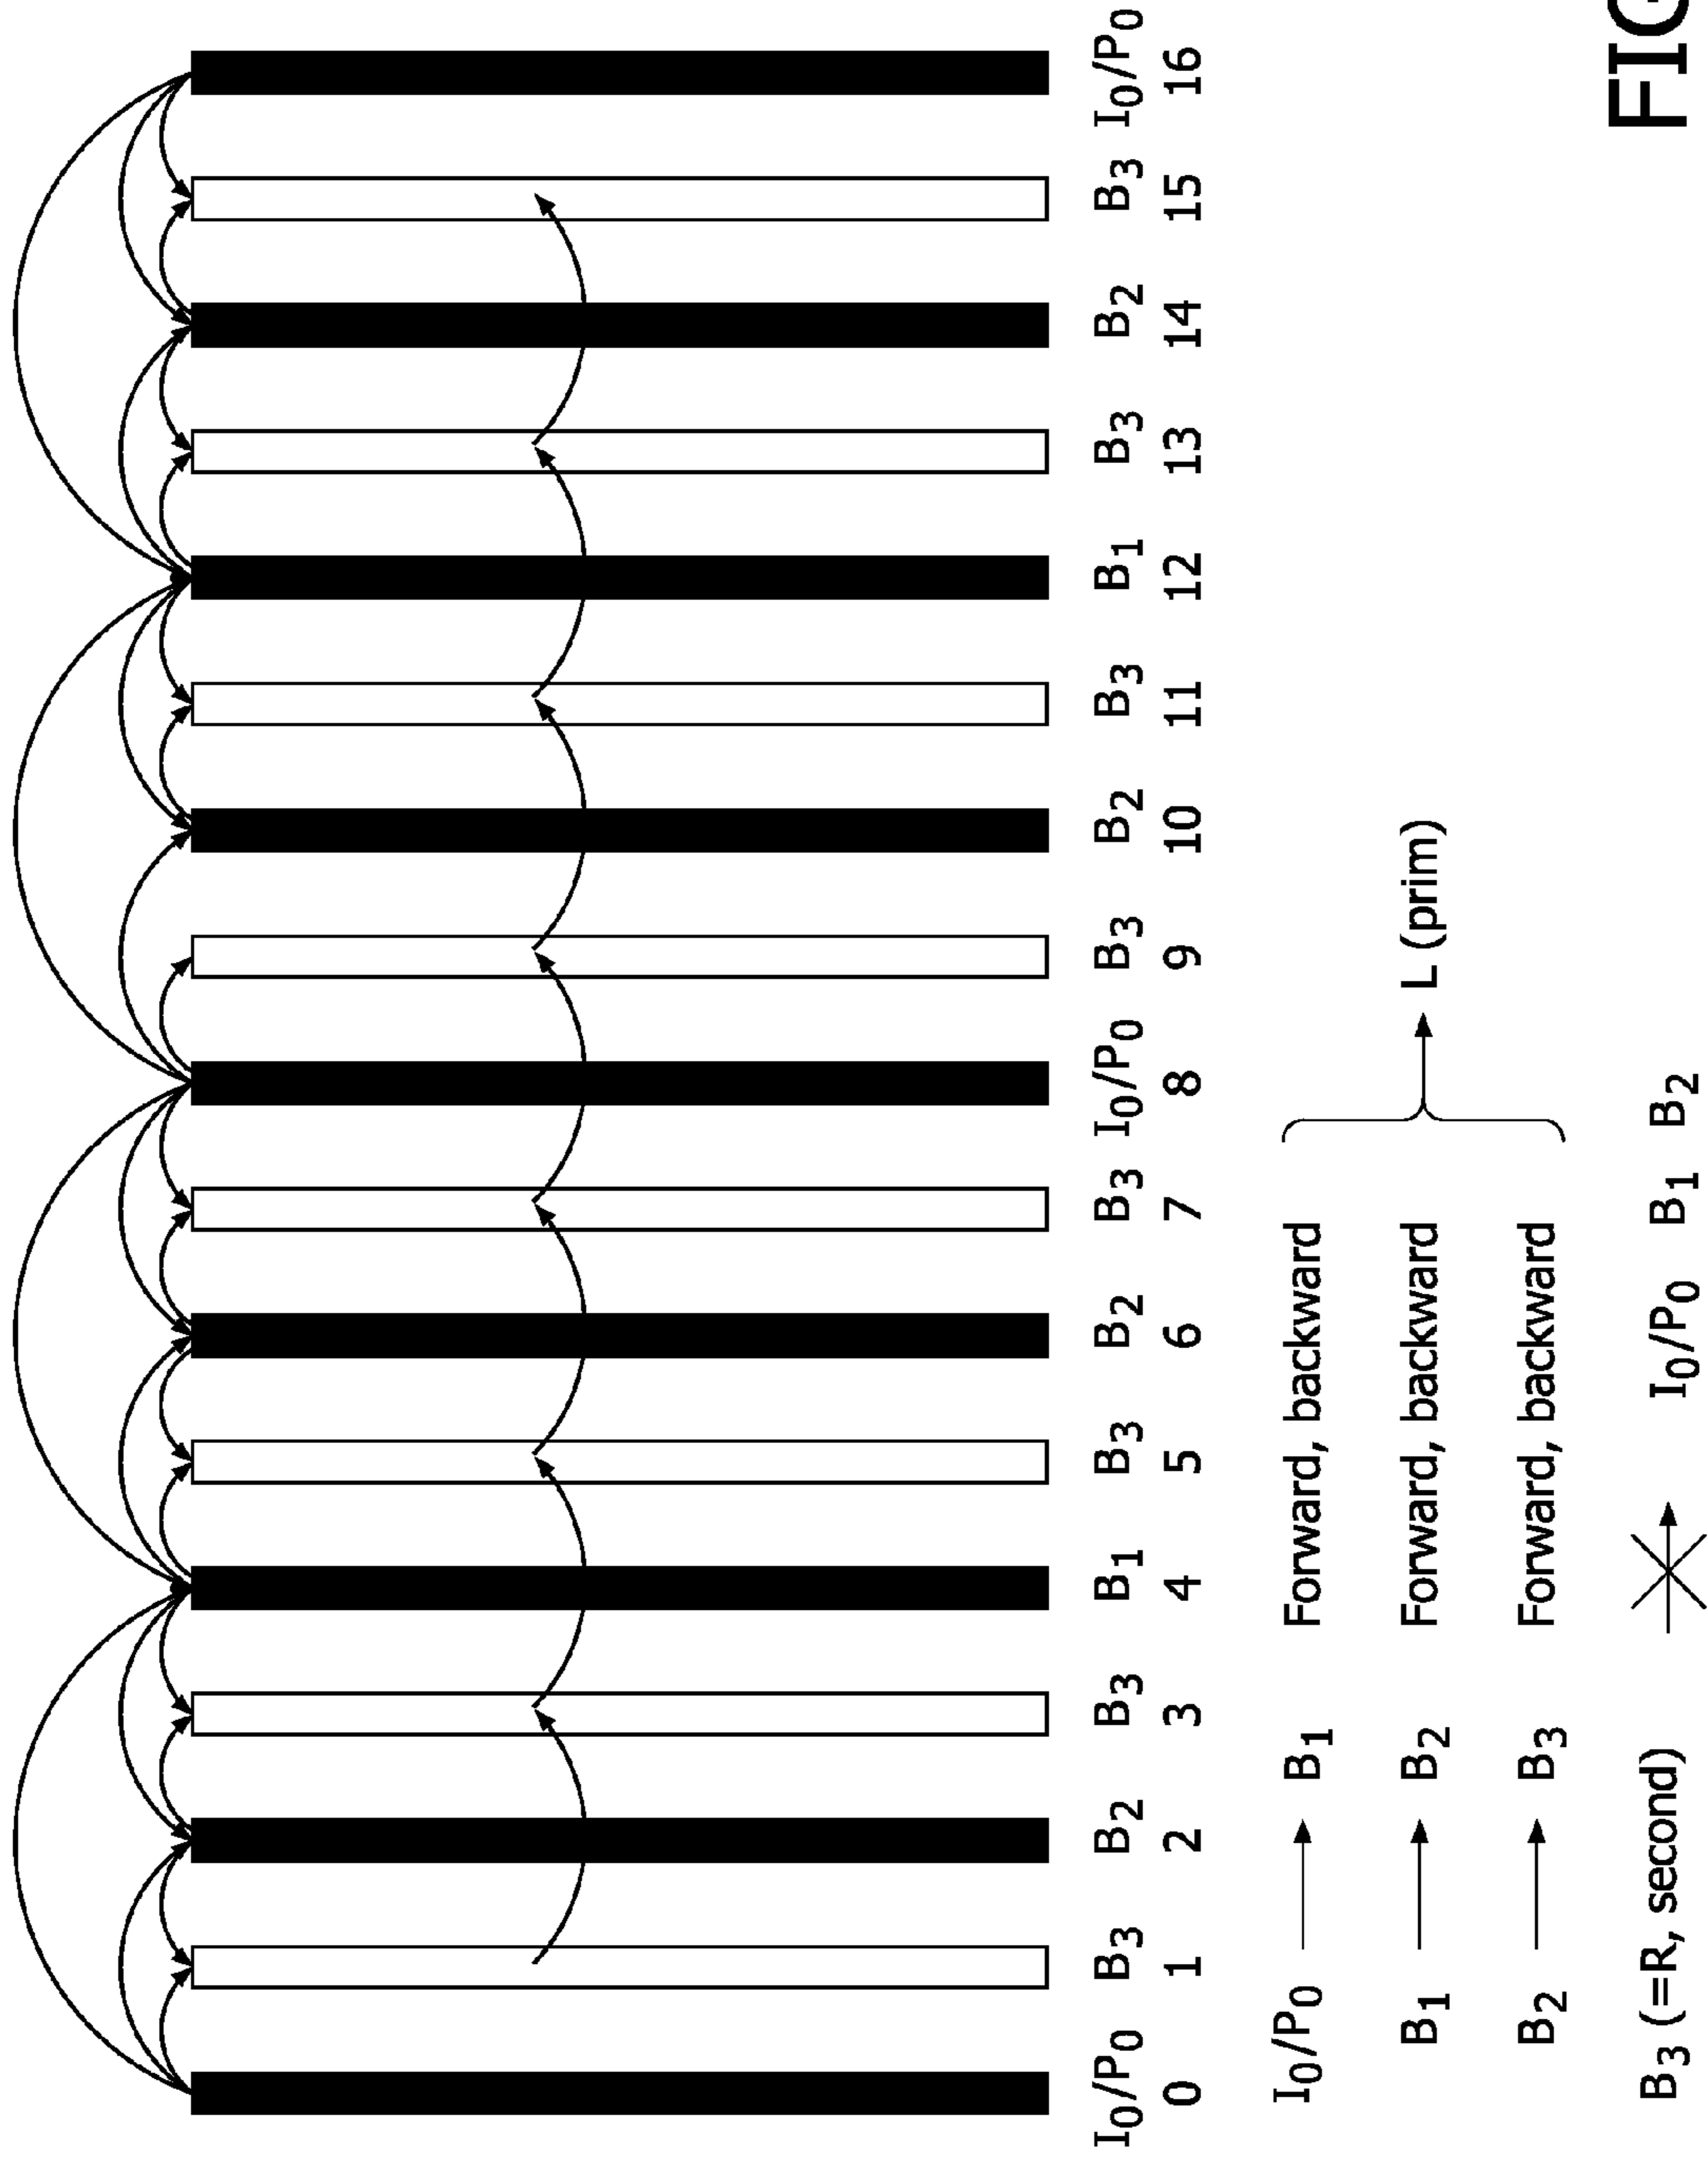 I0/P0 B3 B2 B3 B1 B3 B2 B3 I0/P0 B3 B2 B3 B1 B3 B2 B3 I0/P0
0 1 2 3 4 5 6 7 8 9 10 11 12 13 14 15 16
I0/P0 B1 Forward, backward
B1 B2 Forward, backward L (prim)
B2 B3 Forward, backward
B3 (=R, second) I0/P0 B1 B2